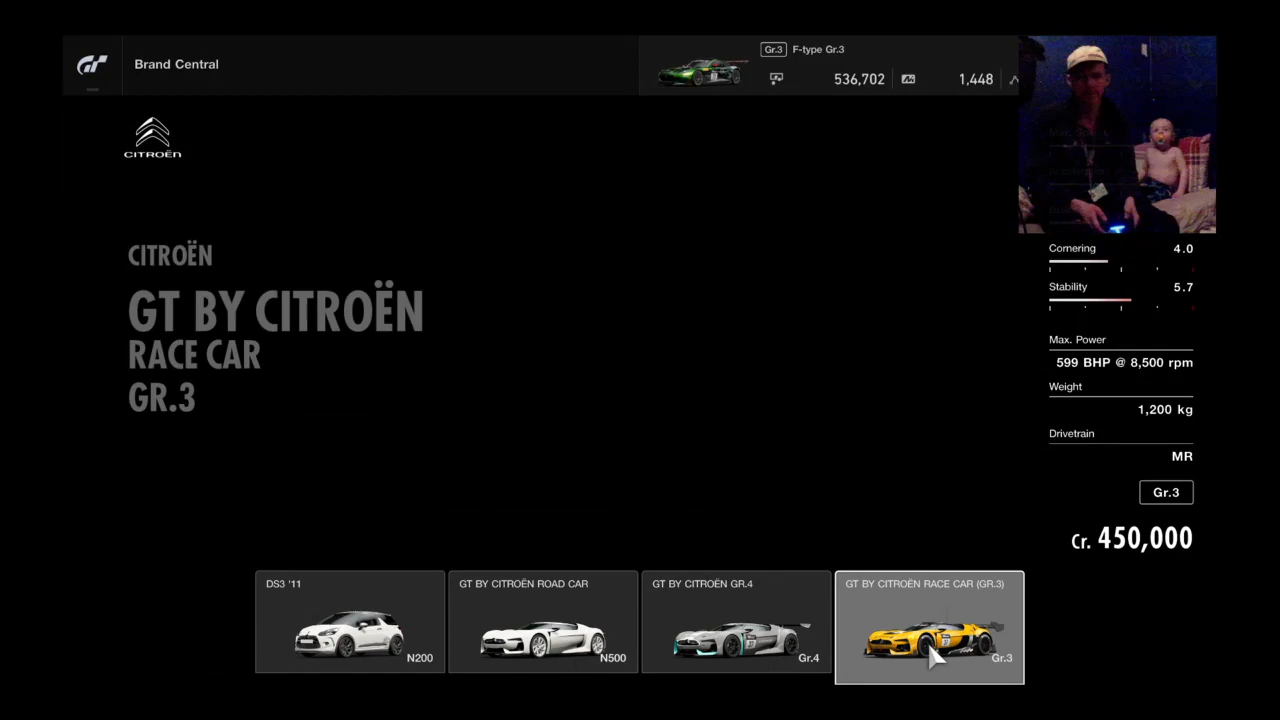 Gr.3 F-type Gr.3
Brand Central
536,702
1,448
CITROËN
CITROËN
GT BY CITROËN
RACE CAR
GR.3
Cornering 4.0
Stability 5.7
Max. Power
599 BHP @ 8,500 rpm
Weight
1,200 kg
Drivetrain
MR
Gr.3
Cr. 450,000
DS3 '11
N200
GT BY CITROËN ROAD CAR
N500
GT BY CITROËN GR.4
Gr.4
GT BY CITROËN RACE CAR (GR.3)
Gr.3